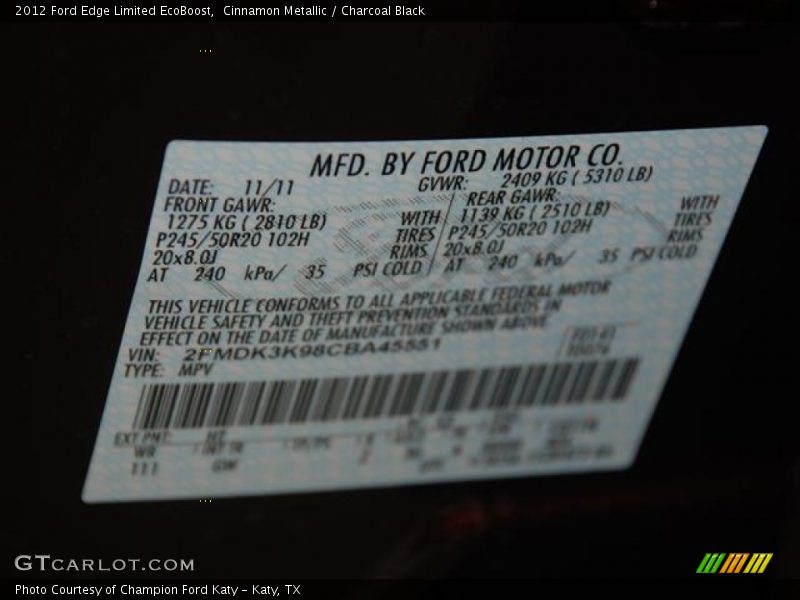 2012 Ford Edge Limited EcoBoost,  Cinnamon Metallic / Charcoal Black
MFD. BY FORD MOTOR CO.
DATE: 11/11
GVWR: 2409 KG ( 5310 LB)
FRONT GAWR:
1275 KG ( 2810 LB)
P245/50R20 102H
20x8.0J
WITH
TIRES
RIMS
AT 240 kPa/ 35 PSI COLD
REAR GAWR:
1139 KG ( 2510 LB)
P245/50R20 102H
20x8.0J
WITH
TIRES
RIMS
AT 240 kPa/ 35 PSI COLD
THIS VEHICLE CONFORMS TO ALL APPLICABLE FEDERAL MOTOR
VEHICLE SAFETY AND THEFT PREVENTION STANDARDS IN
EFFECT ON THE DATE OF MANUFACTURE SHOWN ABOVE
VIN: 2FMDK3K98CBA45551
TYPE: MPV
EXT PNT:
GTCARLOT.COM
Photo Courtesy of Champion Ford Katy - Katy, TX